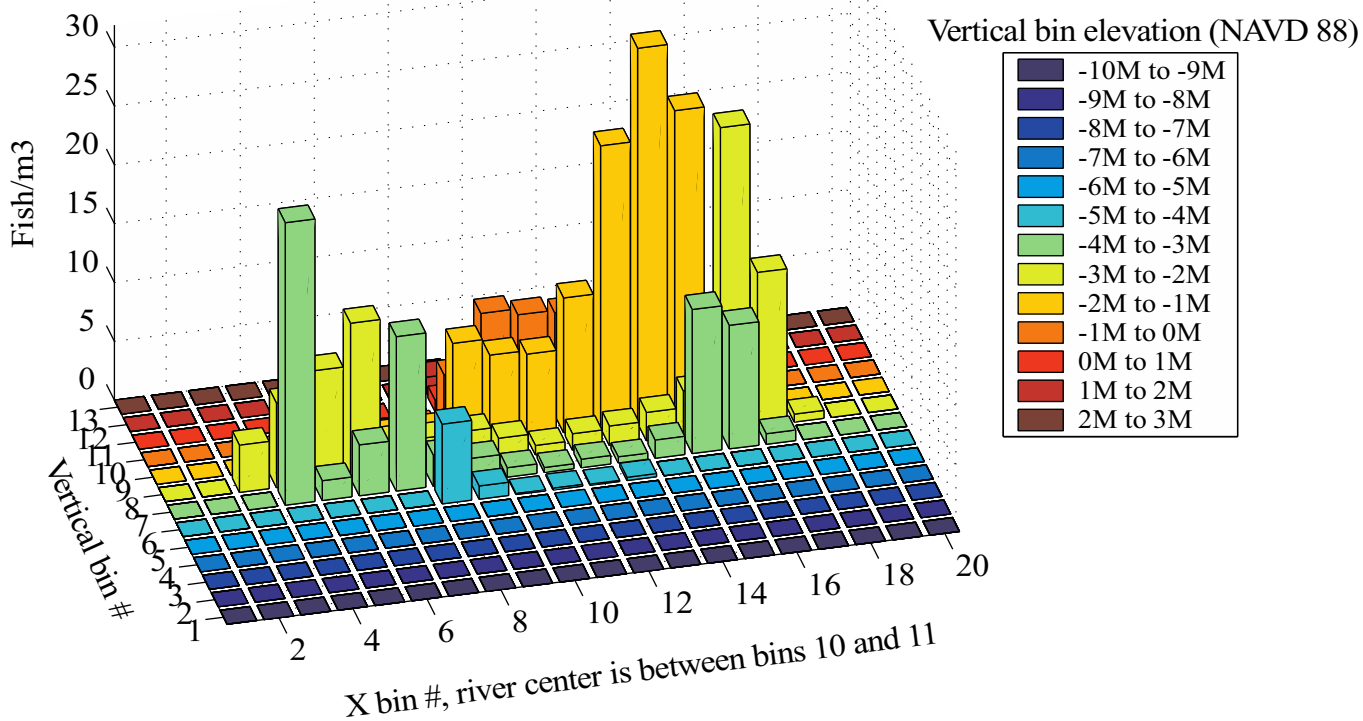 30
25
20
15
10
5
0
Fish/m3
13
12
11
10
9
8
7
6
5
4
3
2
1
Vertical bin #
2
4
6
8
10
12
14
16
18
20
X bin #, river center is between bins 10 and 11
Vertical bin elevation (NAVD 88)
-10M to -9M
-9M to -8M
-8M to -7M
-7M to -6M
-6M to -5M
-5M to -4M
-4M to -3M
-3M to -2M
-2M to -1M
-1M to 0M
0M to 1M
1M to 2M
2M to 3M